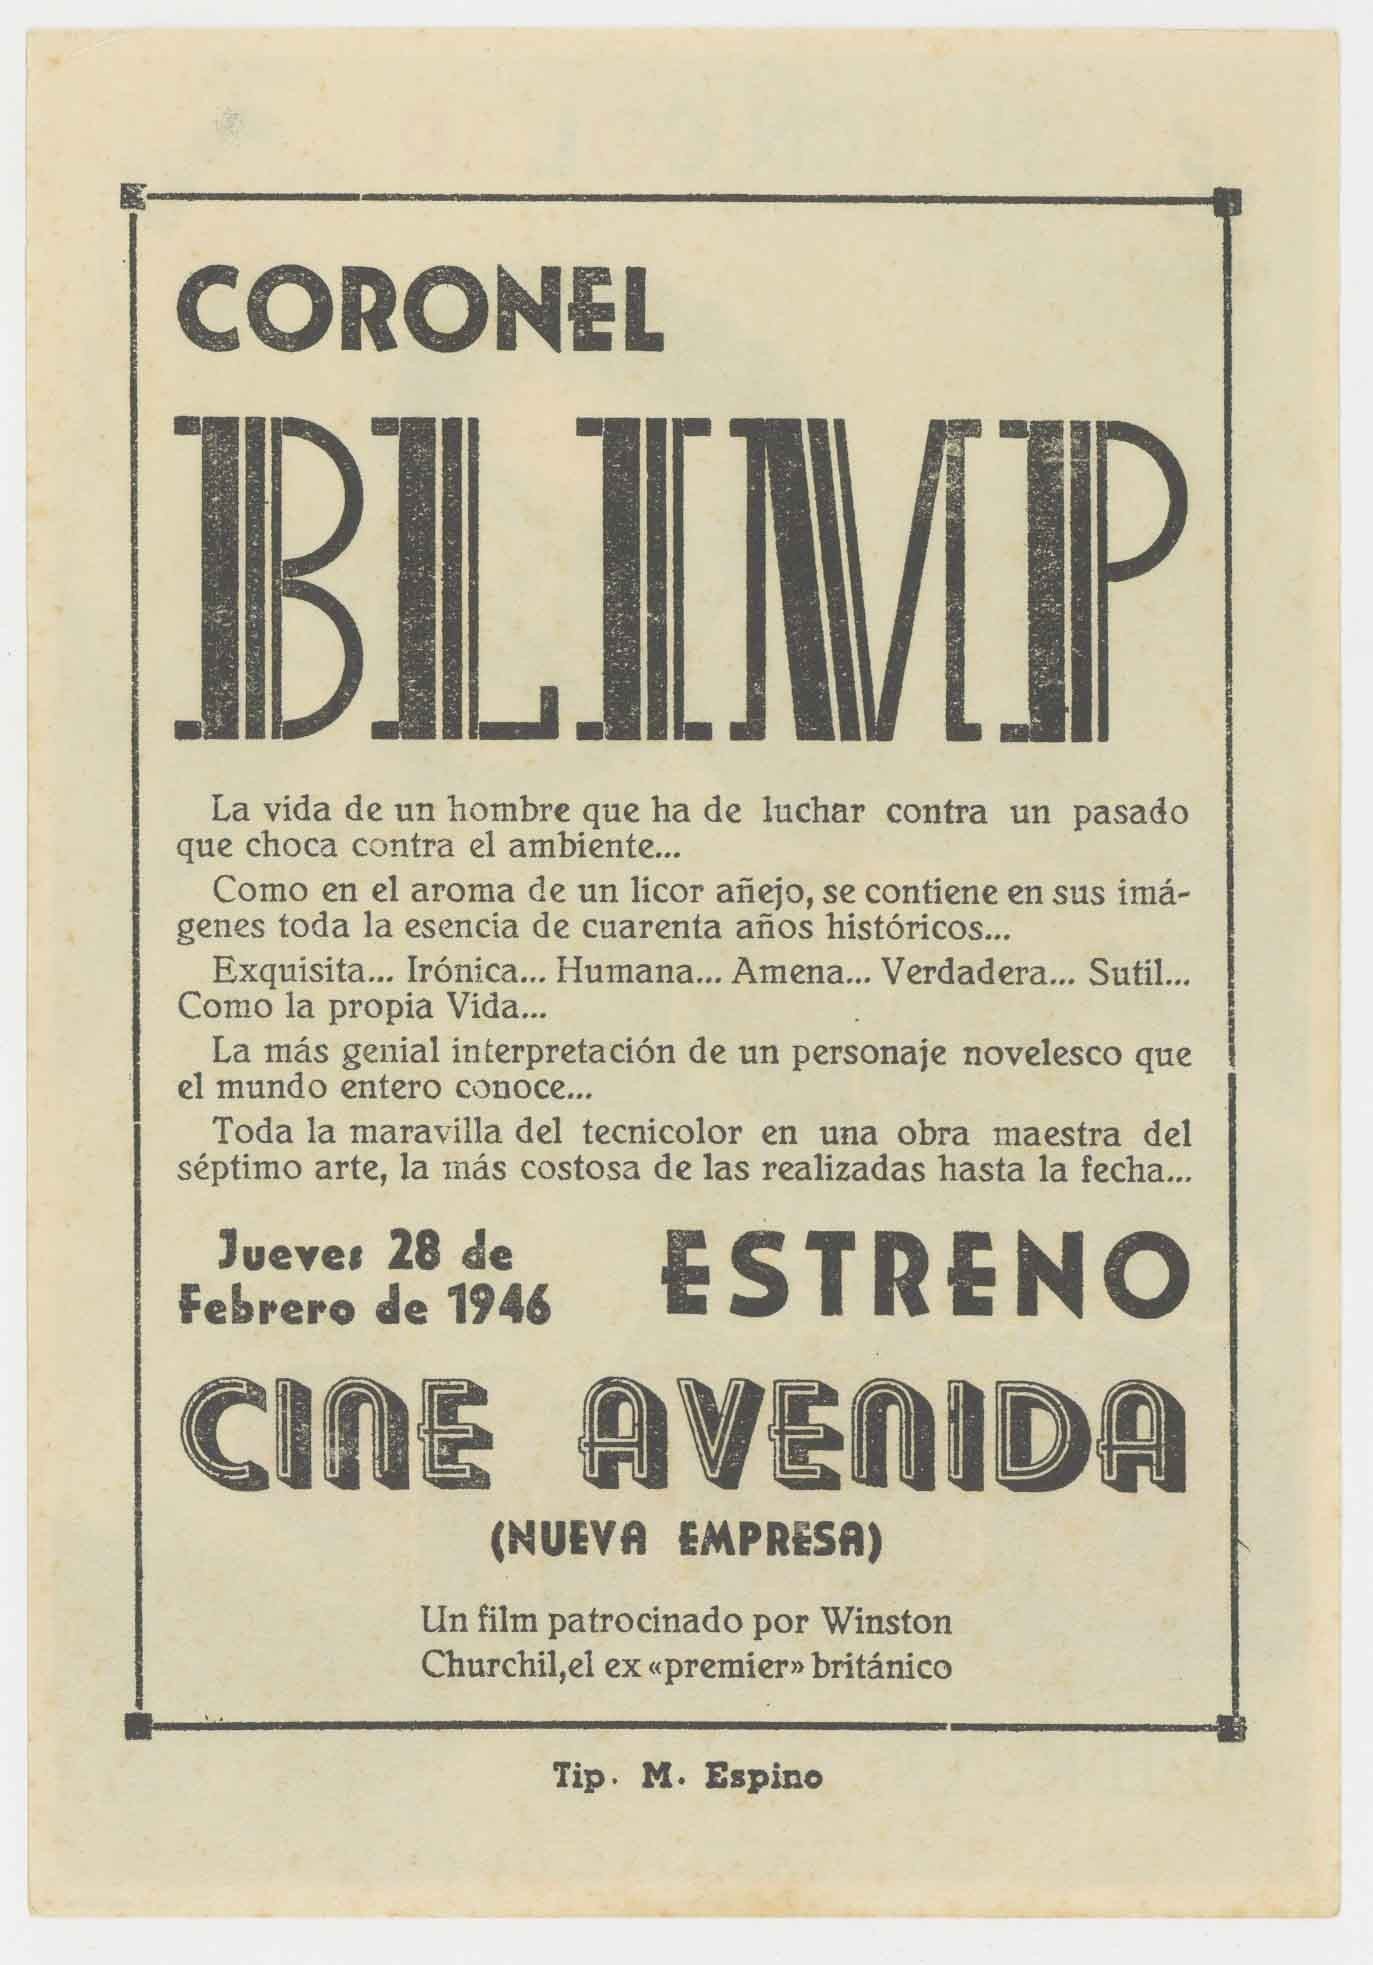 CORONEL
BLIMP
La vida de un hombre que ha de luchar contra un pasado
que choca contra el ambiente...
Como en el aroma de un licor añejo, se contiene en sus imá-
genes toda la esencia de cuarenta años históricos...
Exquisita... Irónica... Humana... Amena... Verdadera... Sutil...
Como la propia Vida...
La más genial interpretación de un personaje novelesco que
el mundo entero conoce...
Toda la maravilla del tecnicolor en una obra maestra del
séptimo arte, la más costosa de las realizadas hasta la fecha...
Jueves 28 de
Febrero de 1946
ESTRENO
CINE AVENIDA
(NUEVA EMPRESA)
Un film patrocinado por Winston
Churchil,el ex «premier» británico
Tip. M. Espino